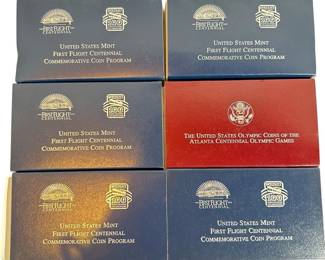 FIRST FLIGHT
CENTENNIAL
UNITED STATES MINT
FIRST FLIGHT CENTENNIAL
COMMEMORATIVE COIN PROGRAM
FIRST FLIGHT
CENTENNIAL
UNITED STATES MINT
FIRST FLIGHT CENTENNIAL
COMMEMORATIVE COIN PROGRAM
FIRST FLIGHT
CENTENNIAL
UNITED STATES MINT
FIRST FLIGHT CENTENNIAL
COMMEMORATIVE COIN PROGRAM
THE UNITED STATES OLYMPIC COINS OF THE
ATLANTA CENTENNIAL OLYMPIC GAMES
FIRST FLIGHT
CENTENNIAL
UNITED STATES MINT
FIRST FLIGHT CENTENNIAL
COMMEMORATIVE COIN PROGRAM
FIRST FLIGHT
CENTENNIAL
UNITED STATES MINT
FIRST FLIGHT CENTENNIAL
COMMEMORATIVE COIN PROGRAM